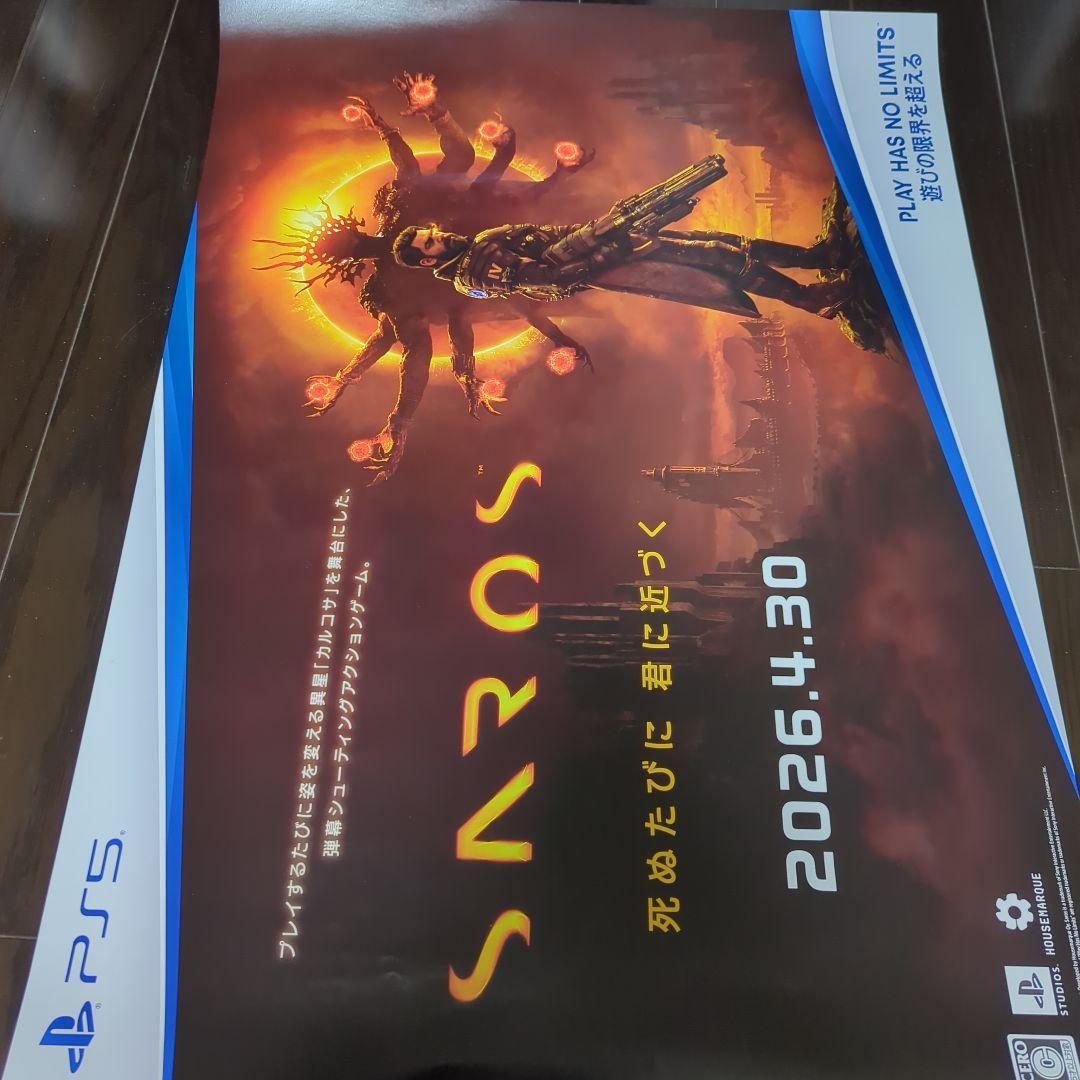 PS5
PLAY HAS NO LIMITS
遊びの限界を超える
プレイするたびに姿を変える異星「カルコサ」を舞台にした、
弾幕シューティングアクションゲーム。
SAROS™
死ぬたびに 君に近づく
2026.4.30
IV
CERO
C
STUDIOS.
HOUSEMARQUE